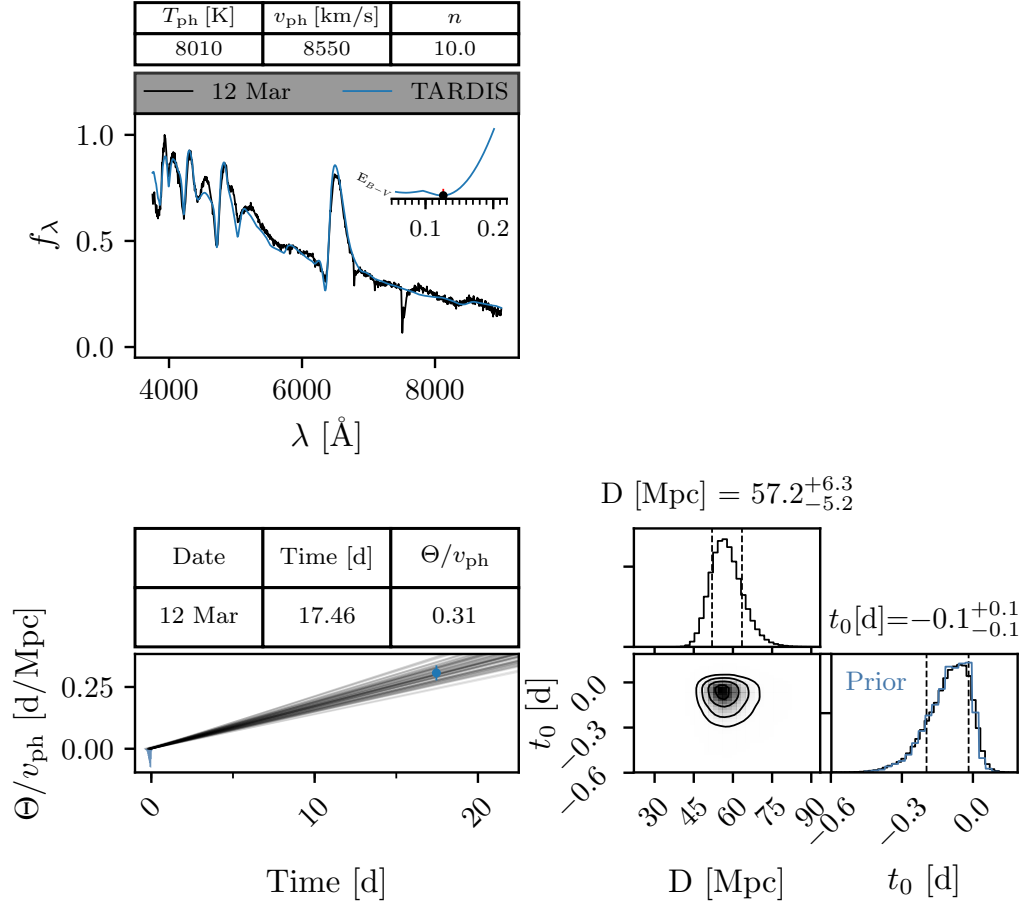 T_ph [K] v_ph [km/s] n
8010 8550 10.0
12 Mar TARDIS
1.0
0.5
0.0
f_λ
E_{B−V}
0.1 0.2
4000 6000 8000
λ [Å]
D [Mpc] = 57.2^{+6.3}_{−5.2}
Date Time [d] Θ/v_ph
12 Mar 17.46 0.31
t_0[d]=−0.1^{+0.1}_{−0.1}
Θ/v_ph [d/Mpc]
0.25
0.00
0 10 20
Time [d]
t_0 [d]
0.0
−0.3
−0.6
Prior
30 45 60 75 90
D [Mpc]
−0.6 −0.3 0.0
t_0 [d]